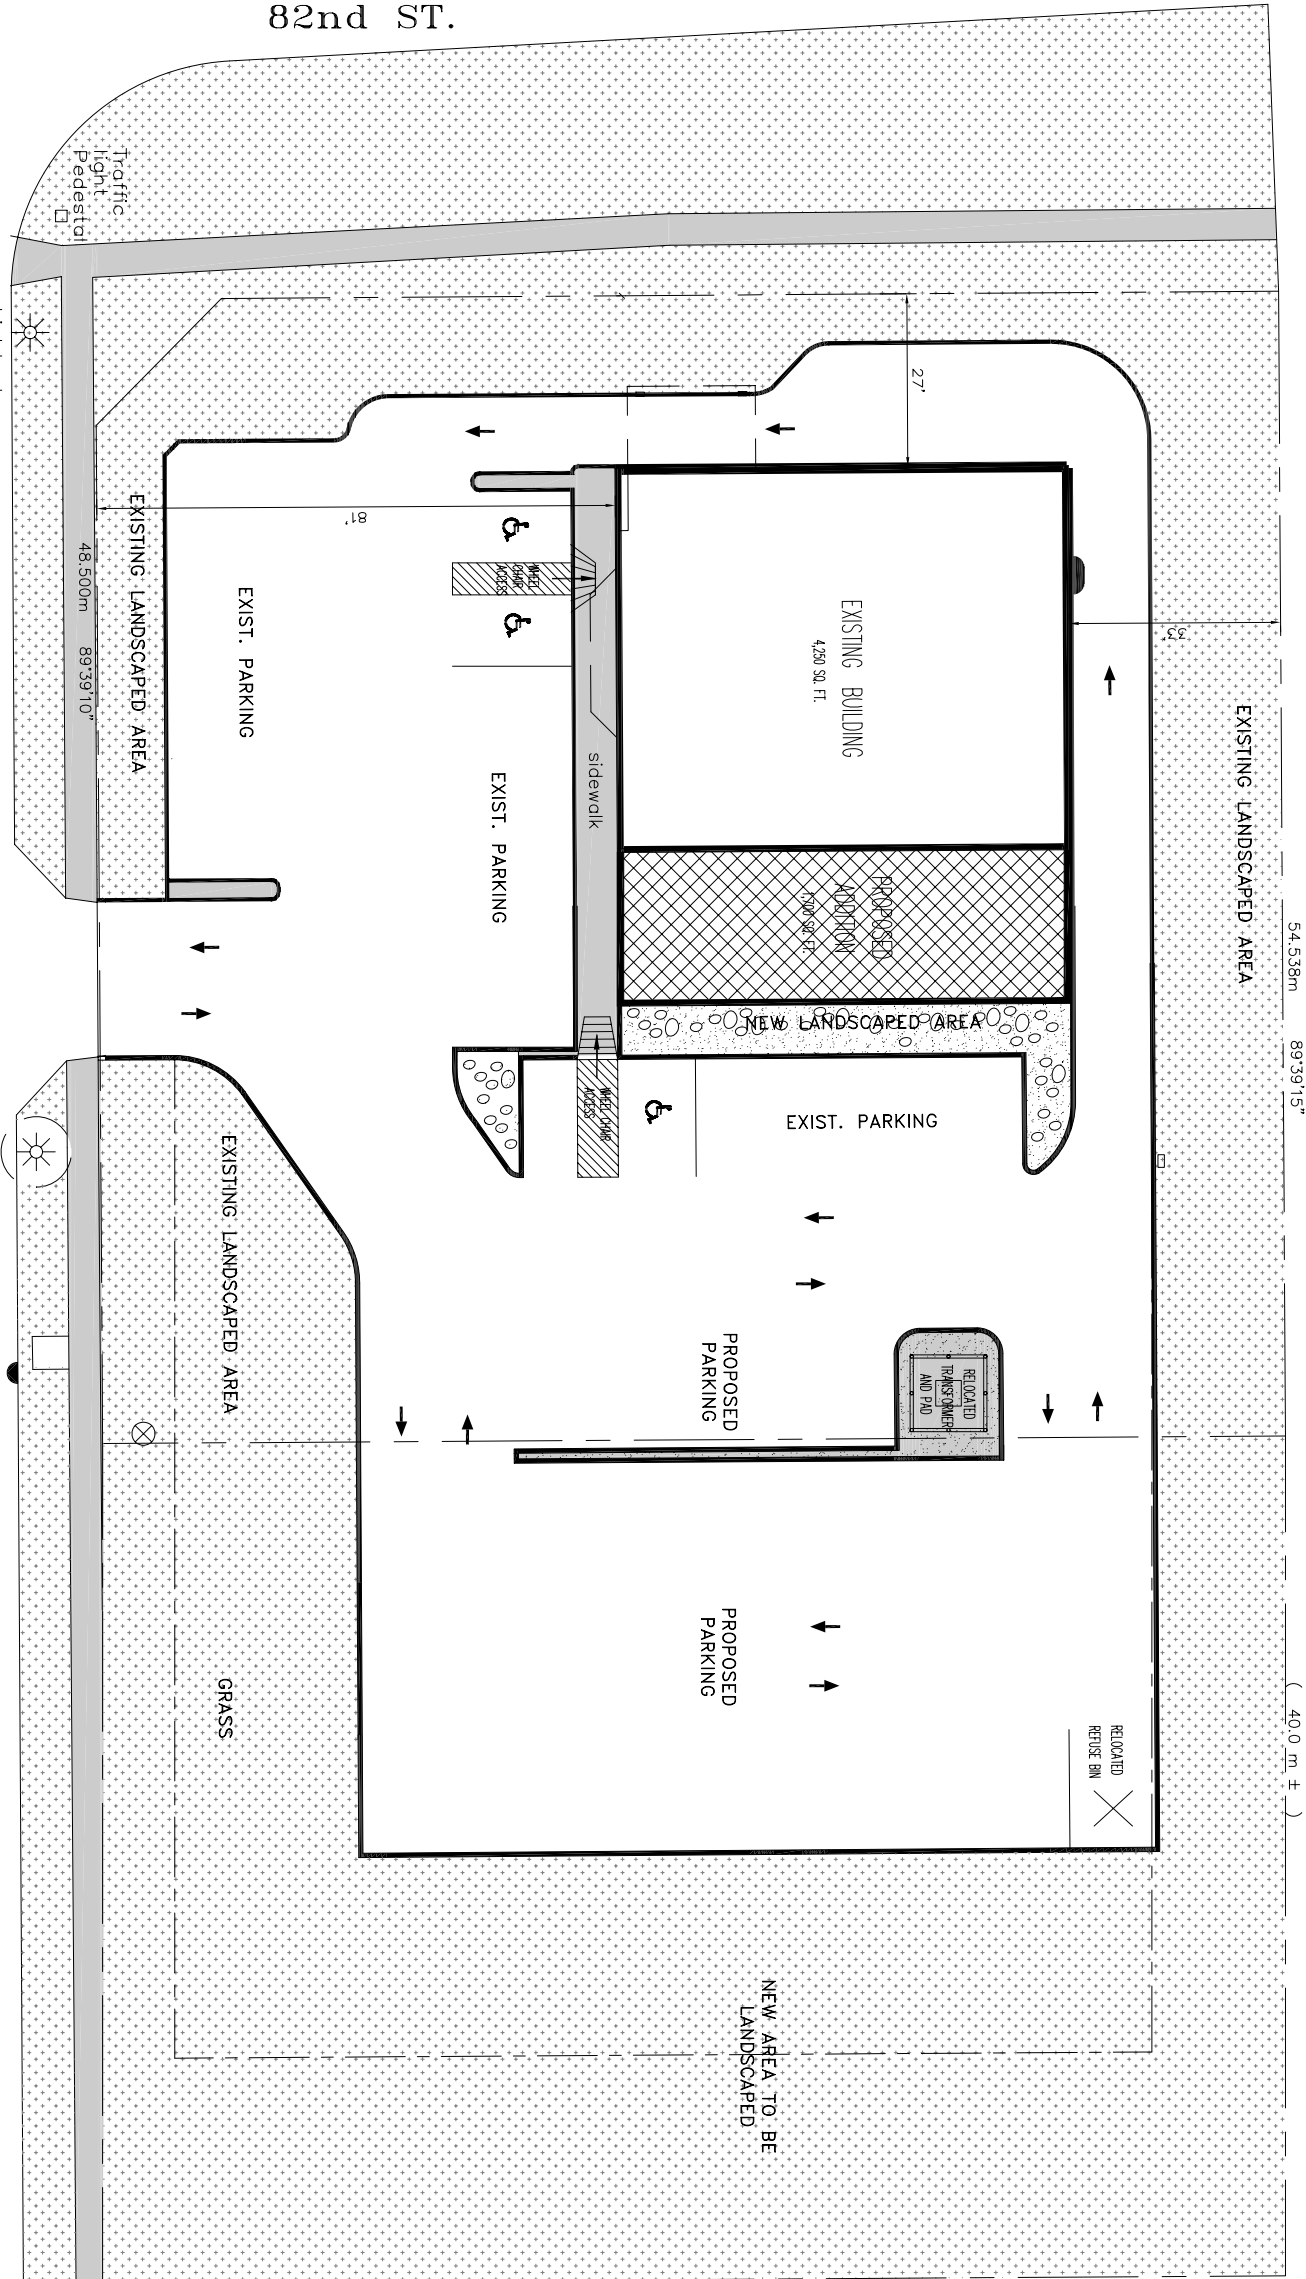 82nd ST.
Traffic
light
Pedestal
27'
81'
33'
WHEEL
CHAIR
ACCESS
EXISTING LANDSCAPED AREA
48.500m 89°39'10"
EXIST. PARKING
EXISTING BUILDING
4,250 SQ. FT.
sidewalk
EXIST. PARKING
EXISTING LANDSCAPED AREA
54.538m 89°39'15"
PROPOSED
ADDITION
1,700 SQ. FT.
NEW LANDSCAPED AREA
WHEEL CHAIR
ACCESS
EXIST. PARKING
EXISTING LANDSCAPED AREA
PROPOSED
PARKING
RELOCATED
TRANSFORMER
AND PAD
PROPOSED
PARKING
GRASS
RELOCATED
REFUSE BIN
( 40.0 m ± )
NEW AREA TO BE
LANDSCAPED